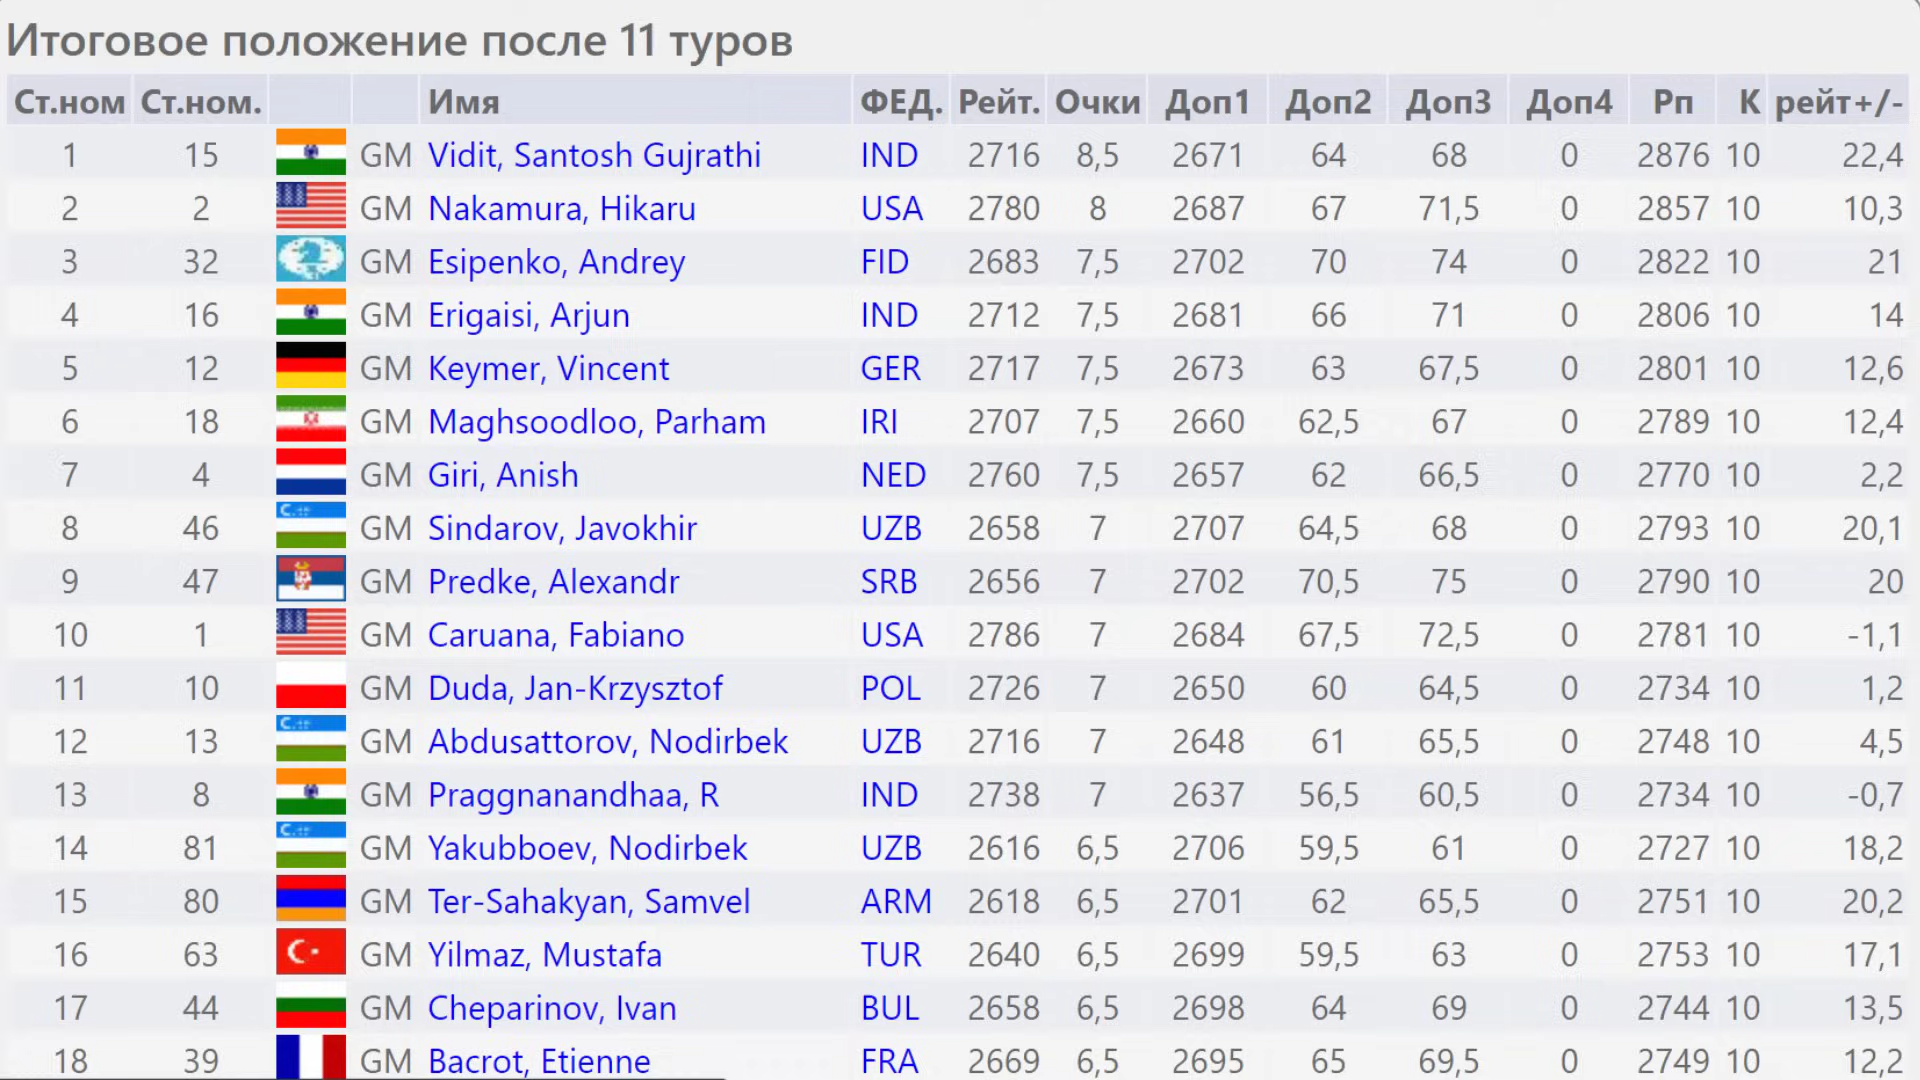 Итоговое положение после 11 туров
Ст.ном Ст.ном. Имя ФЕД. Рейт. Очки Доп1 Доп2 Доп3 Доп4 Рп К рейт+/-
1 15 GM Vidit, Santosh Gujrathi IND 2716 8,5 2671 64 68 0 2876 10 22,4
2 2 GM Nakamura, Hikaru USA 2780 8 2687 67 71,5 0 2857 10 10,3
3 32 GM Esipenko, Andrey FID 2683 7,5 2702 70 74 0 2822 10 21
4 16 GM Erigaisi, Arjun IND 2712 7,5 2681 66 71 0 2806 10 14
5 12 GM Keymer, Vincent GER 2717 7,5 2673 63 67,5 0 2801 10 12,6
6 18 GM Maghsoodloo, Parham IRI 2707 7,5 2660 62,5 67 0 2789 10 12,4
7 4 GM Giri, Anish NED 2760 7,5 2657 62 66,5 0 2770 10 2,2
8 46 GM Sindarov, Javokhir UZB 2658 7 2707 64,5 68 0 2793 10 20,1
9 47 GM Predke, Alexandr SRB 2656 7 2702 70,5 75 0 2790 10 20
10 1 GM Caruana, Fabiano USA 2786 7 2684 67,5 72,5 0 2781 10 -1,1
11 10 GM Duda, Jan-Krzysztof POL 2726 7 2650 60 64,5 0 2734 10 1,2
12 13 GM Abdusattorov, Nodirbek UZB 2716 7 2648 61 65,5 0 2748 10 4,5
13 8 GM Praggnanandhaa, R IND 2738 7 2637 56,5 60,5 0 2734 10 -0,7
14 81 GM Yakubboev, Nodirbek UZB 2616 6,5 2706 59,5 61 0 2727 10 18,2
15 80 GM Ter-Sahakyan, Samvel ARM 2618 6,5 2701 62 65,5 0 2751 10 20,2
16 63 GM Yilmaz, Mustafa TUR 2640 6,5 2699 59,5 63 0 2753 10 17,1
17 44 GM Cheparinov, Ivan BUL 2658 6,5 2698 64 69 0 2744 10 13,5
18 39 GM Bacrot, Etienne FRA 2669 6,5 2695 65 69,5 0 2749 10 12,2